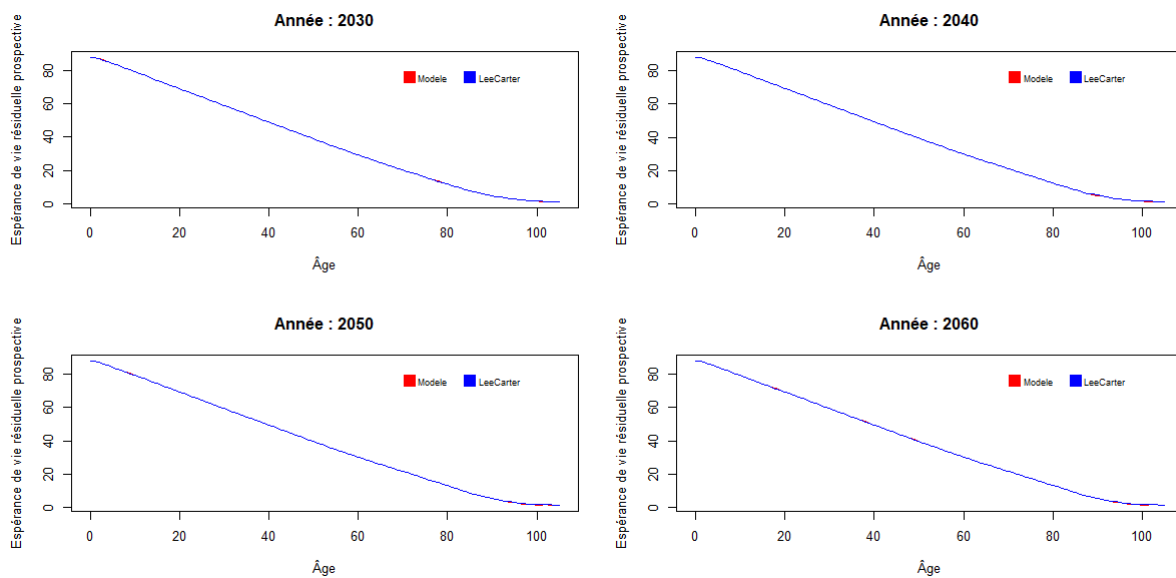 Année : 2030
Espérance de vie résiduelle prospective
80
60
40
20
0
Modele
LeeCarter
0 20 40 60 80 100
Âge
Année : 2040
Espérance de vie résiduelle prospective
80
60
40
20
0
Modele
LeeCarter
0 20 40 60 80 100
Âge
Année : 2050
Espérance de vie résiduelle prospective
80
60
40
20
0
Modele
LeeCarter
0 20 40 60 80 100
Âge
Année : 2060
Espérance de vie résiduelle prospective
80
60
40
20
0
Modele
LeeCarter
0 20 40 60 80 100
Âge